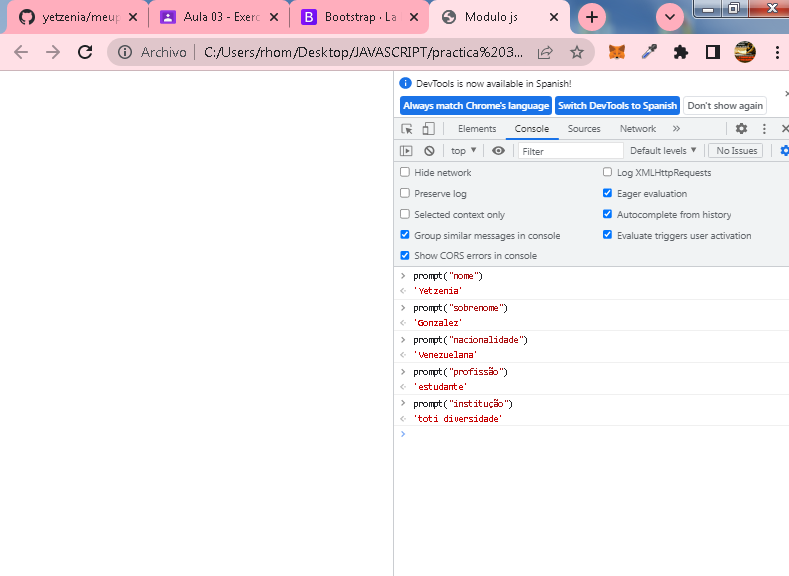 yetzenia/meup
Aula 03 - Exerc
Bootstrap · La
Modulo js
Archivo
C:/Users/rhom/Desktop/JAVASCRIPT/practica%203...
DevTools is now available in Spanish!
Always match Chrome's language
Switch DevTools to Spanish
Don't show again
Elements Console Sources Network »
top Filter Default levels No Issues
Hide network
Log XMLHttpRequests
Preserve log
Eager evaluation
Selected context only
Autocomplete from history
Group similar messages in console
Evaluate triggers user activation
Show CORS errors in console
prompt("nome")
'Yetzenia'
prompt("sobrenome")
'Gonzalez'
prompt("nacionalidade")
'Venezuelana'
prompt("profissão")
'estudante'
prompt("institução")
'toti diversidade'